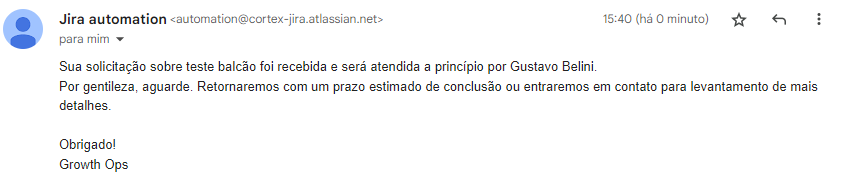 Jira automation <automation@cortex-jira.atlassian.net> 15:40 (há 0 minuto)
para mim
Sua solicitação sobre teste balcão foi recebida e será atendida a princípio por Gustavo Belini.
Por gentileza, aguarde. Retornaremos com um prazo estimado de conclusão ou entraremos em contato para levantamento de mais
detalhes.
Obrigado!
Growth Ops